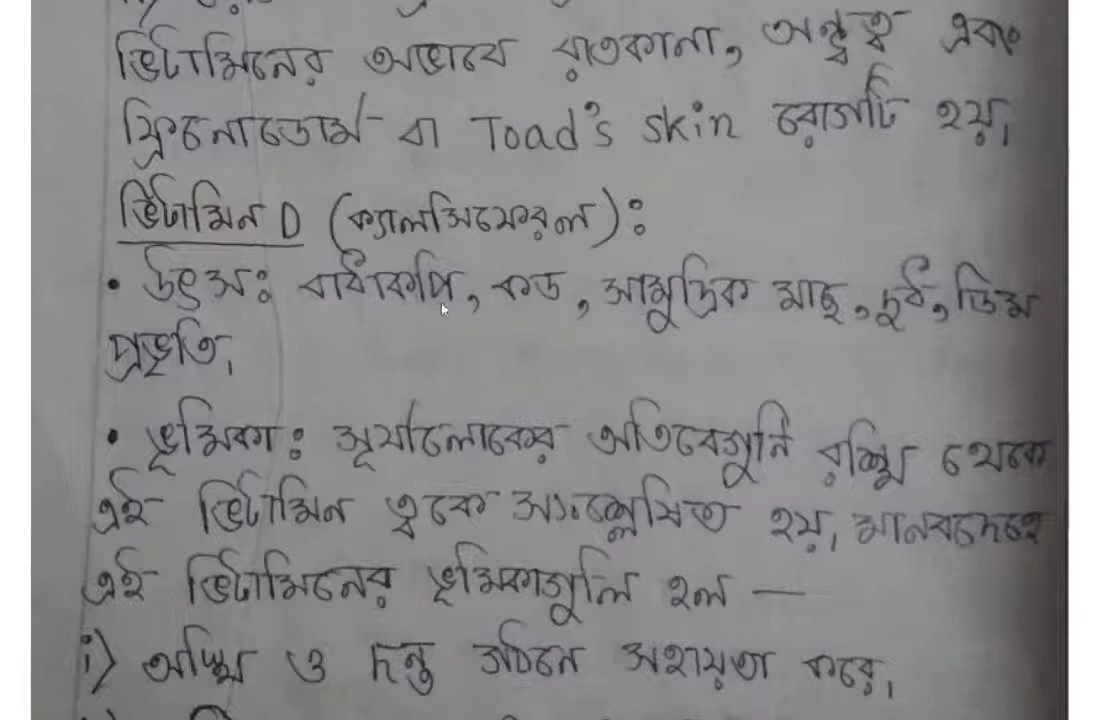 ভিটামিনের অভাবে রাতকানা, অন্ধত্ব এবং
ফ্রিনোডার্মা বা Toad's skin রোগটি হয়।
ভিটামিন D (ক্যালসিফেরল):
• উৎস: বাধাঁকপি, কড, সামুদ্রিক মাছ, দুধ, ডিম
প্রভৃতি।
• ভূমিকা: সূর্যালোকের অতিবেগুনি রশ্মি থেকে
এই ভিটামিন ত্বকে সংশ্লেষিত হয়। মানবদেহে
এই ভিটামিনের ভূমিকাগুলি হল —
i) অস্থি ও দন্ত গঠনে সহায়তা করে।